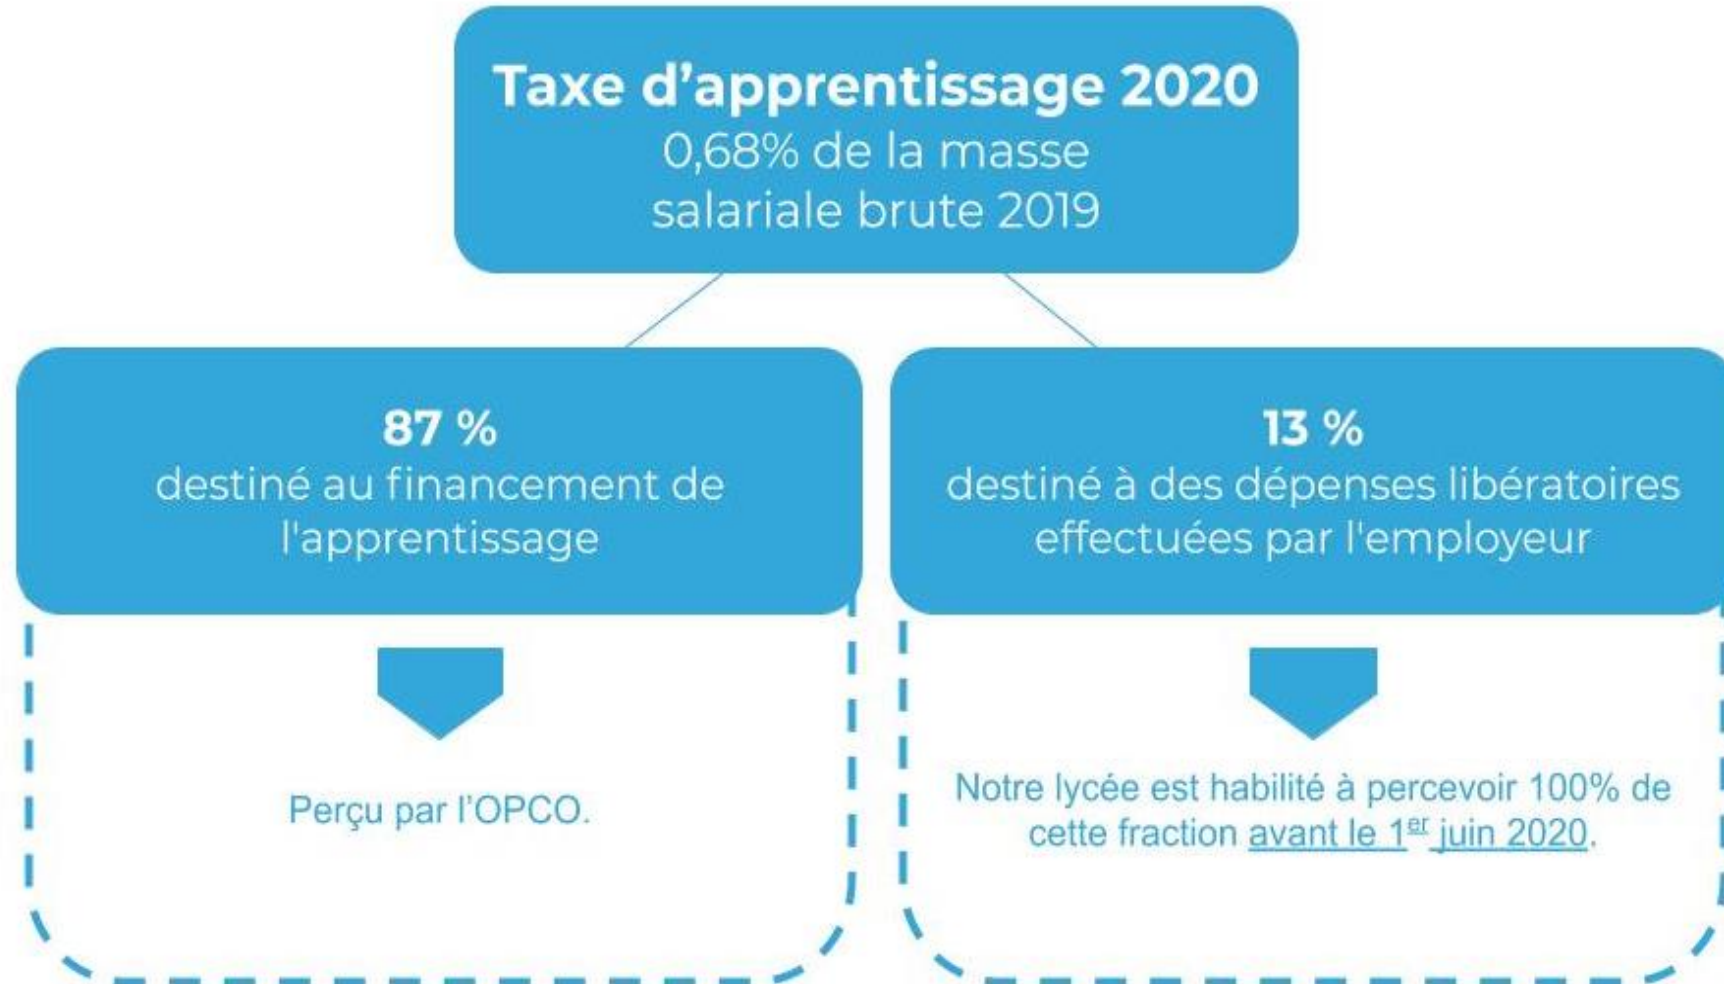 Taxe d’apprentissage 2020
0,68% de la masse
salariale brute 2019
87 %
destiné au financement de
l'apprentissage
13 %
destiné à des dépenses libératoires
effectuées par l'employeur
Perçu par l’OPCO.
Notre lycée est habilité à percevoir 100% de
cette fraction avant le 1er juin 2020.